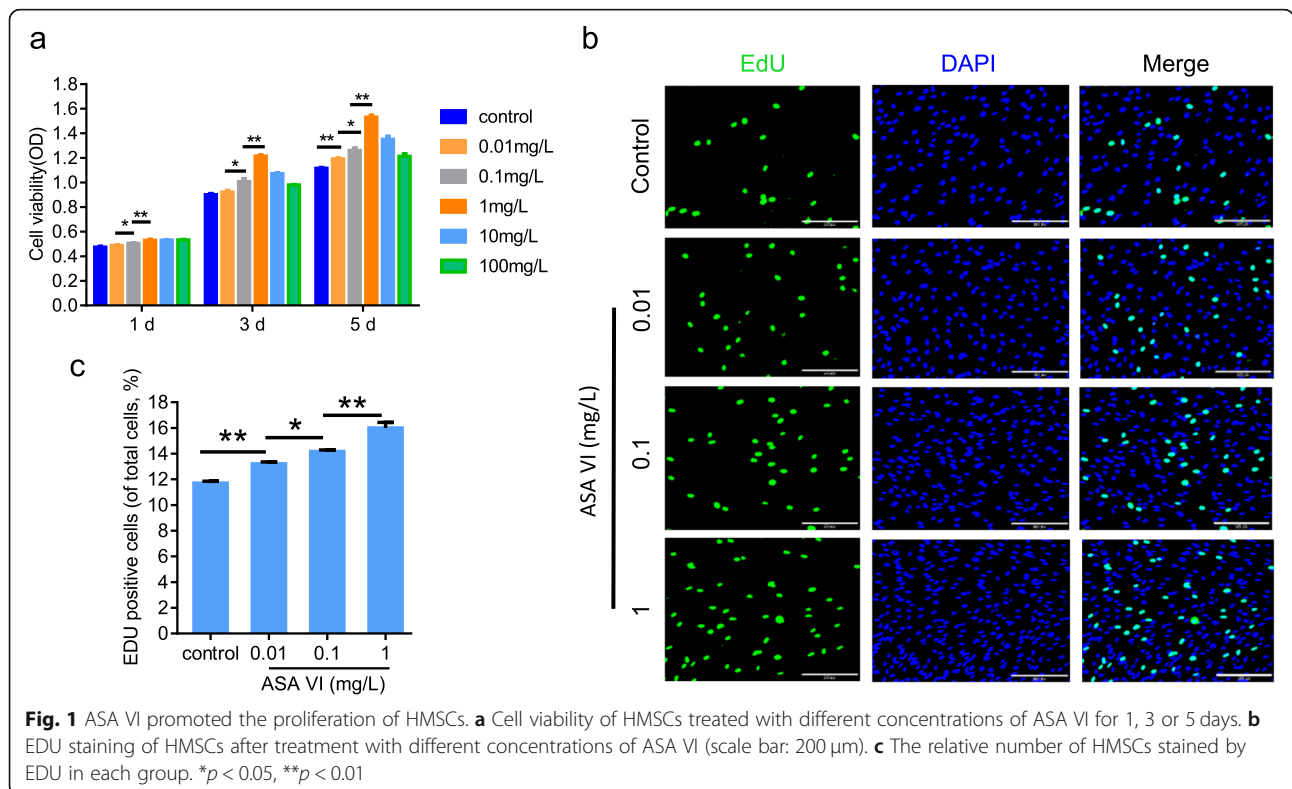 a
Cell viability(OD)
1.8
1.6
1.4
1.2
1.0
0.8
0.6
0.4
0.2
0.0
* ** * ** ** * **
1 d 3 d 5 d
control
0.01mg/L
0.1mg/L
1mg/L
10mg/L
100mg/L
b
EdU DAPI Merge
Control
0.01
0.1
1
ASA VI (mg/L)
c
EDU positive cells (of total cells, %)
18
16
14
12
10
8
6
4
2
0
** * **
control 0.01 0.1 1
ASA VI (mg/L)
Fig. 1 ASA VI promoted the proliferation of HMSCs. a Cell viability of HMSCs treated with different concentrations of ASA VI for 1, 3 or 5 days. b
EDU staining of HMSCs after treatment with different concentrations of ASA VI (scale bar: 200 μm). c The relative number of HMSCs stained by
EDU in each group. *p < 0.05, **p < 0.01